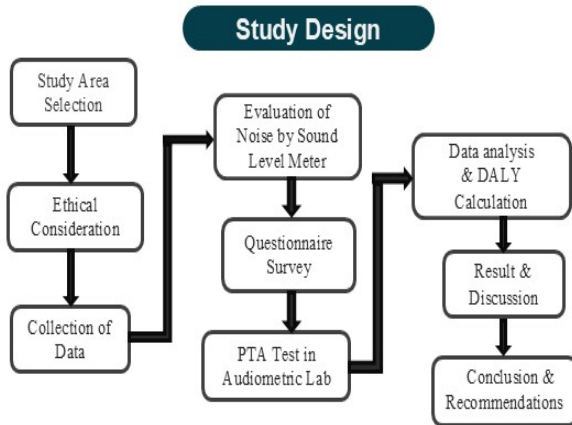 Study Design
Study Area
Selection
Ethical
Consideration
Collection of
Data
Evaluation of
Noise by Sound
Level Meter
Questionnaire
Survey
PTA Test in
Audiometric Lab
Data analysis
& DALY
Calculation
Result &
Discussion
Conclusion &
Recommendations